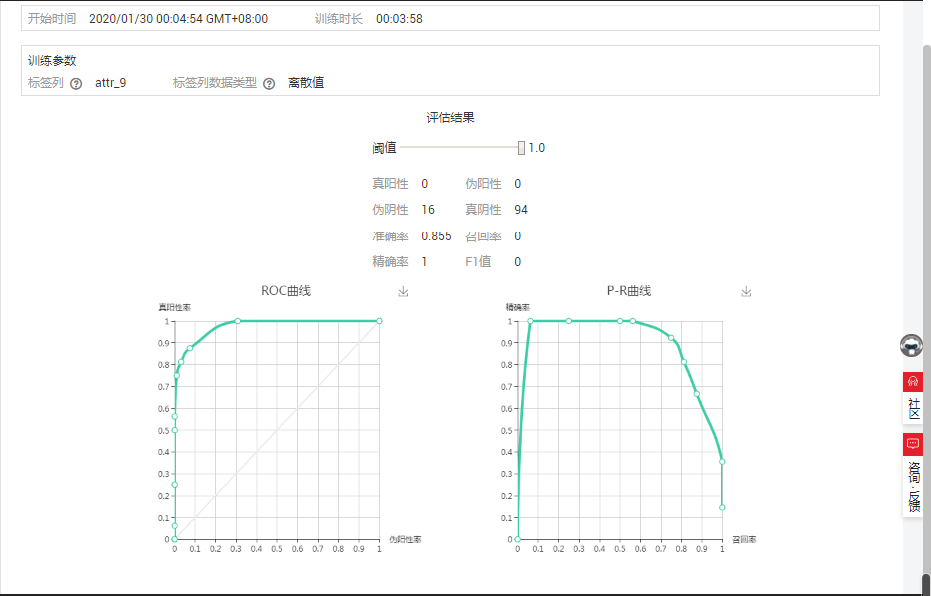 开始时间 2020/01/30 00:04:54 GMT+08:00 训练时长 00:03:58
训练参数
标签列 ? attr_9 标签列数据类型 ? 离散值
评估结果
阈值 1.0
真阳性 0 伪阳性 0
伪阴性 16 真阴性 94
准确率 0.855 召回率 0
精确率 1 F1值 0
ROC曲线
真阳性率
1
0.9
0.8
0.7
0.6
0.5
0.4
0.3
0.2
0.1
0
0 0.1 0.2 0.3 0.4 0.5 0.6 0.7 0.8 0.9 1
伪阳性率
P-R曲线
精确率
1
0.9
0.8
0.7
0.6
0.5
0.4
0.3
0.2
0.1
0
0 0.1 0.2 0.3 0.4 0.5 0.6 0.7 0.8 0.9 1
召回率
社区
咨询·反馈